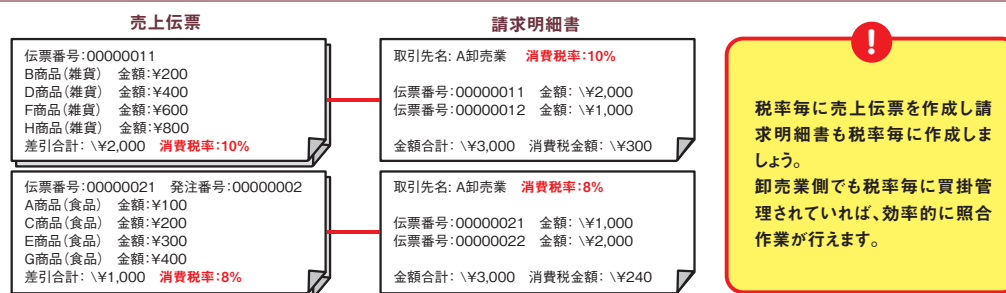 売上伝票
伝票番号:00000011
B商品(雑貨) 金額:¥200
D商品(雑貨) 金額:¥400
F商品(雑貨) 金額:¥600
H商品(雑貨) 金額:¥800
差引合計: \¥2,000 消費税率:10%
伝票番号:00000021 発注番号:00000002
A商品(食品) 金額:¥100
C商品(食品) 金額:¥200
E商品(食品) 金額:¥300
G商品(食品) 金額:¥400
差引合計: \¥1,000 消費税率:8%
請求明細書
取引先名: A卸売業 消費税率:10%
伝票番号:00000011 金額: \¥2,000
伝票番号:00000012 金額: \¥1,000
金額合計: \¥3,000 消費税金額: \¥300
取引先名: A卸売業 消費税率:8%
伝票番号:00000021 金額: \¥1,000
伝票番号:00000022 金額: \¥2,000
金額合計: \¥3,000 消費税金額: \¥240
!
税率毎に売上伝票を作成し請
求明細書も税率毎に作成しま
しょう。
卸売業側でも税率毎に買掛管
理されていれば、効率的に照合
作業が行えます。